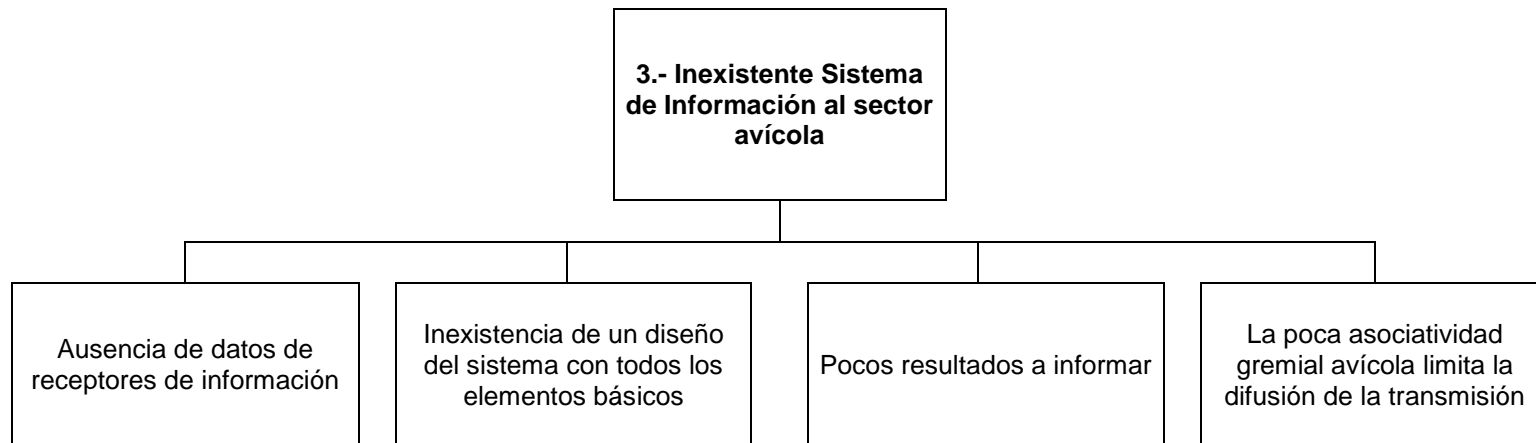 3.- Inexistente Sistema
de Información al sector
avícola
Ausencia de datos de
receptores de información
Inexistencia de un diseño
del sistema con todos los
elementos básicos
Pocos resultados a informar
La poca asociatividad
gremial avícola limita la
difusión de la transmisión